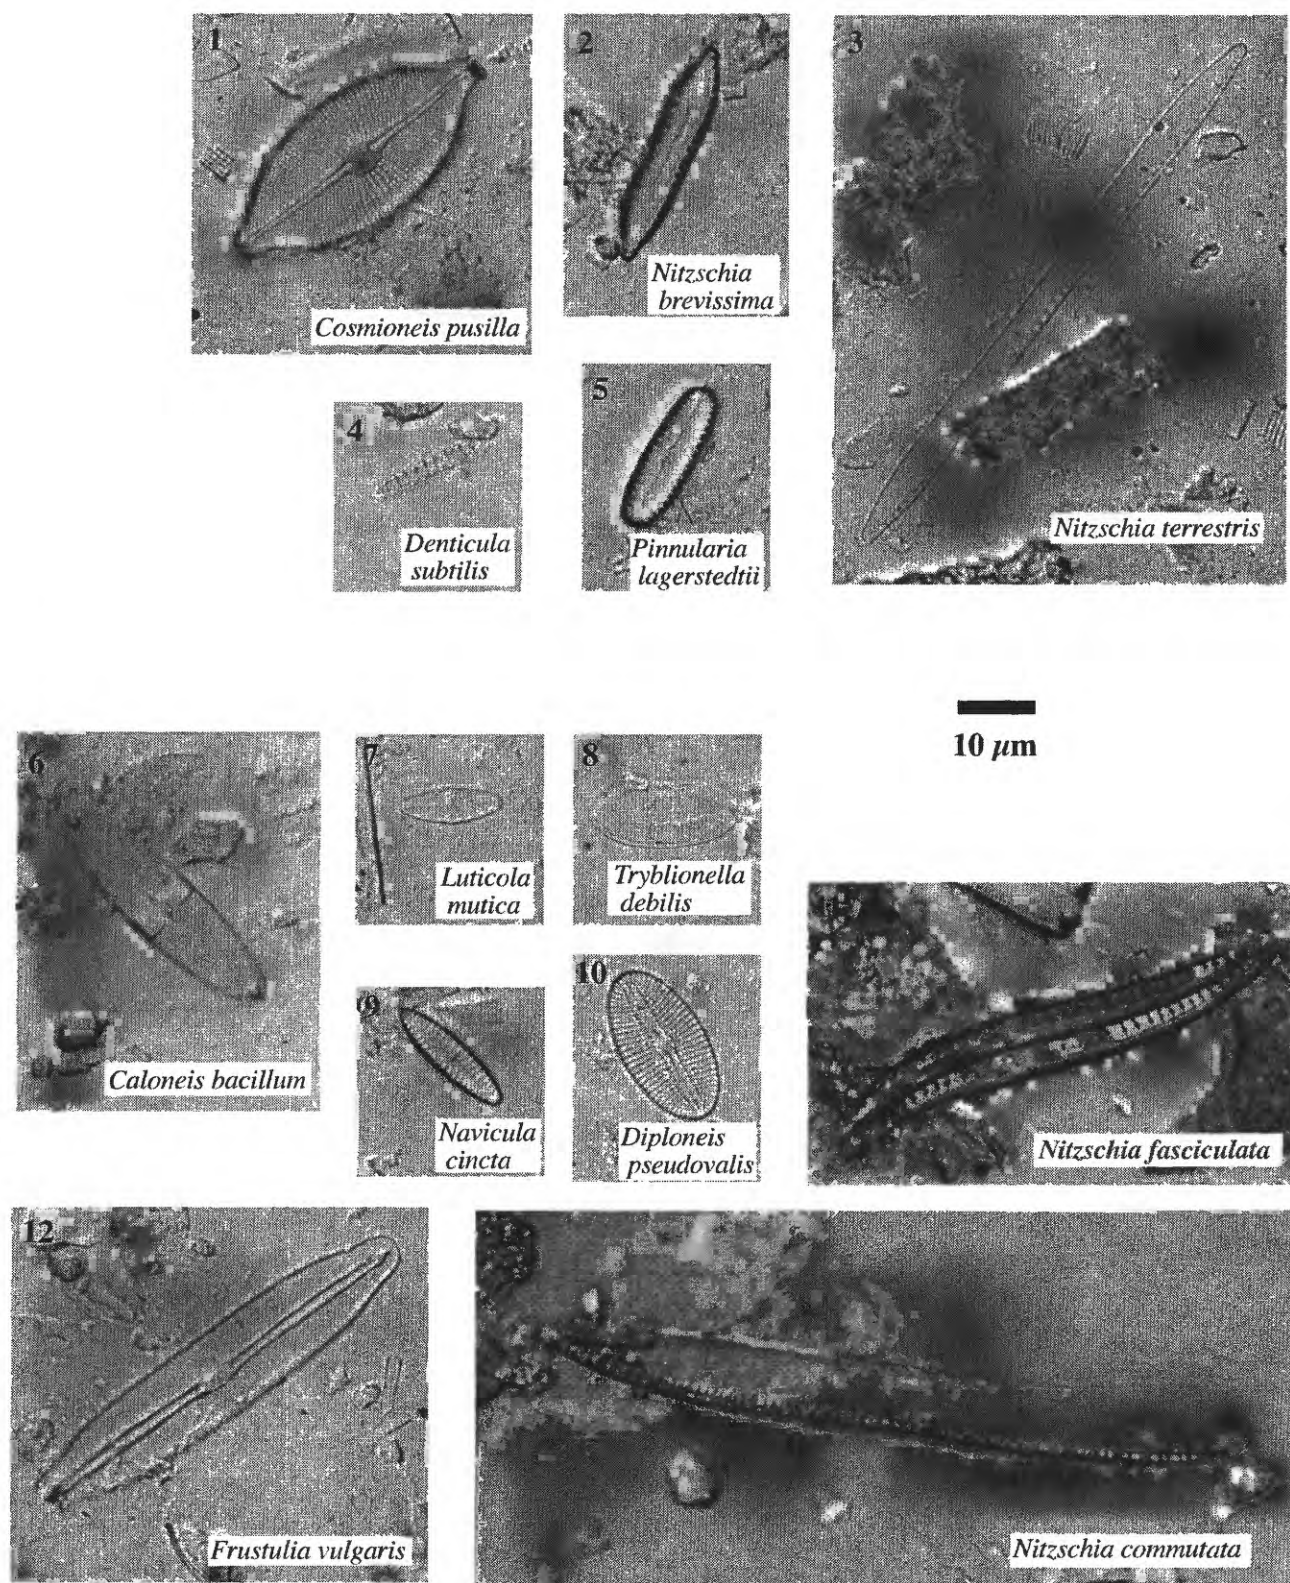 1
Cosmioneis pusilla
2
Nitzschia
brevissima
3
Nitzschia terrestris
4
Denticula
subtilis
5
Pinnularia
lagerstedtii
10 μm
6
Caloneis bacillum
7
Luticola
mutica
8
Tryblionella
debilis
9
Navicula
cincta
10
Diploneis
pseudovalis
Nitzschia fasciculata
12
Frustulia vulgaris
Nitzschia commutata